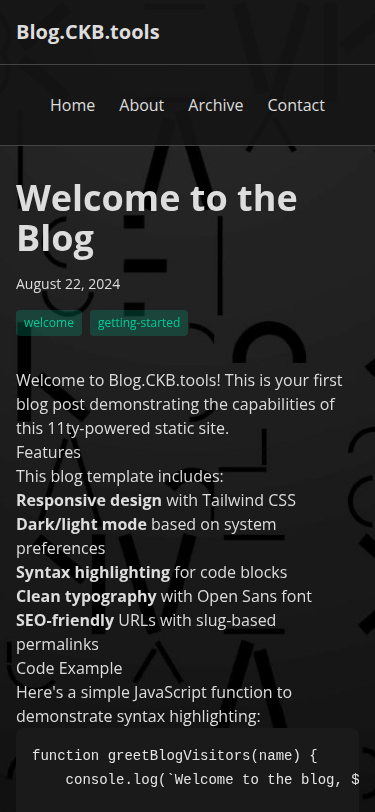 Blog.CKB.tools
Home About Archive Contact
Welcome to the
Blog
August 22, 2024
welcome getting-started
Welcome to Blog.CKB.tools! This is your first
blog post demonstrating the capabilities of
this 11ty-powered static site.
Features
This blog template includes:
Responsive design with Tailwind CSS
Dark/light mode based on system
preferences
Syntax highlighting for code blocks
Clean typography with Open Sans font
SEO-friendly URLs with slug-based
permalinks
Code Example
Here's a simple JavaScript function to
demonstrate syntax highlighting:
function greetBlogVisitors(name) {
    console.log(`Welcome to the blog, $